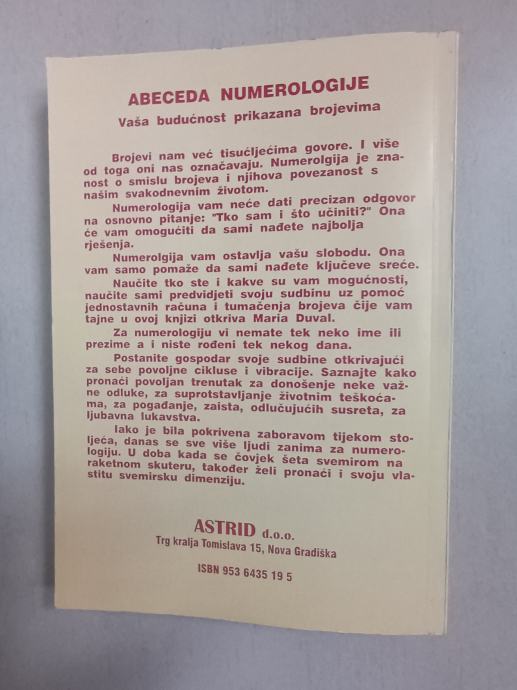 ABECEDA NUMEROLOGIJE
Vaša budućnost prikazana brojevima
Brojevi nam već tisućljećima govore. I više
od toga oni nas označavaju. Numerolgija je zna-
nost o smislu brojeva i njihova povezanost s
našim svakodnevnim životom.
Numerologija vam neće dati precizan odgovor
na osnovno pitanje: "Tko sam i što učiniti?" Ona
će vam omogućiti da sami nađete najbolja
rješenja.
Numerolgija vam ostavlja vašu slobodu. Ona
vam samo pomaže da sami nađete ključeve sreće.
Naučite tko ste i kakve su vam mogućnosti,
naučite sami predvidjeti svoju sudbinu uz pomoć
jednostavnih računa i tumačenja brojeva čije vam
tajne u ovoj knjizi otkriva Maria Duval.
Za numerologiju vi nemate tek neko ime ili
prezime a i niste rođeni tek nekog dana.
Postanite gospodar svoje sudbine otkrivajući
za sebe povoljne cikluse i vibracije. Saznajte kako
pronaći povoljan trenutak za donošenje neke važ-
ne odluke, za suprotstavljanje životnim teškoća-
ma, za pogađanje, zaista, odlučujućih susreta, za
ljubavna lukavstva.
Iako je bila pokrivena zaboravom tijekom sto-
ljeća, danas se sve više ljudi zanima za numero-
logiju. U doba kada se čovjek šeta svemirom na
raketnom skuteru, također želi pronaći i svoju vla-
stitu svemirsku dimenziju.
ASTRID d.o.o.
Trg kralja Tomislava 15, Nova Gradiška
ISBN 953 6435 19 5